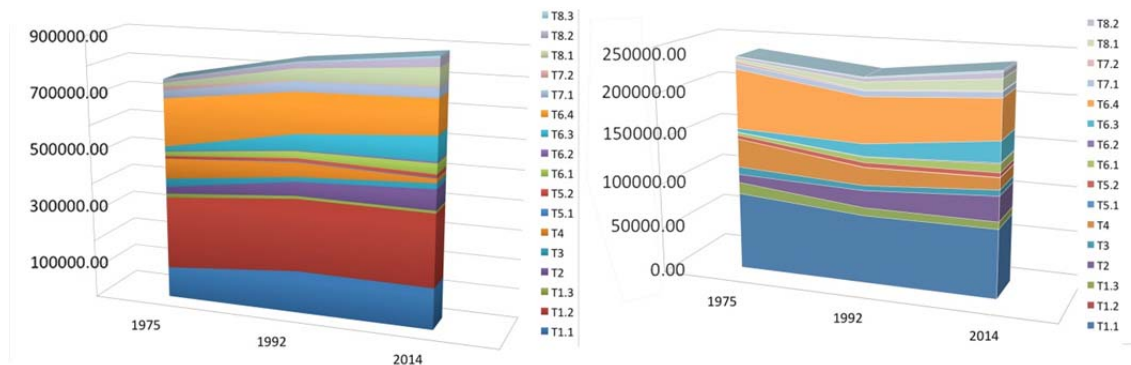 900000.00
700000.00
500000.00
300000.00
100000.00
1975
1992
2014
T8.3
T8.2
T8.1
T7.2
T7.1
T6.4
T6.3
T6.2
T6.1
T5.2
T5.1
T4
T3
T2
T1.3
T1.2
T1.1
250000.00
200000.00
150000.00
100000.00
50000.00
0.00
1975
1992
2014
T8.2
T8.1
T7.2
T7.1
T6.4
T6.3
T6.2
T6.1
T5.2
T5.1
T4
T3
T2
T1.3
T1.2
T1.1